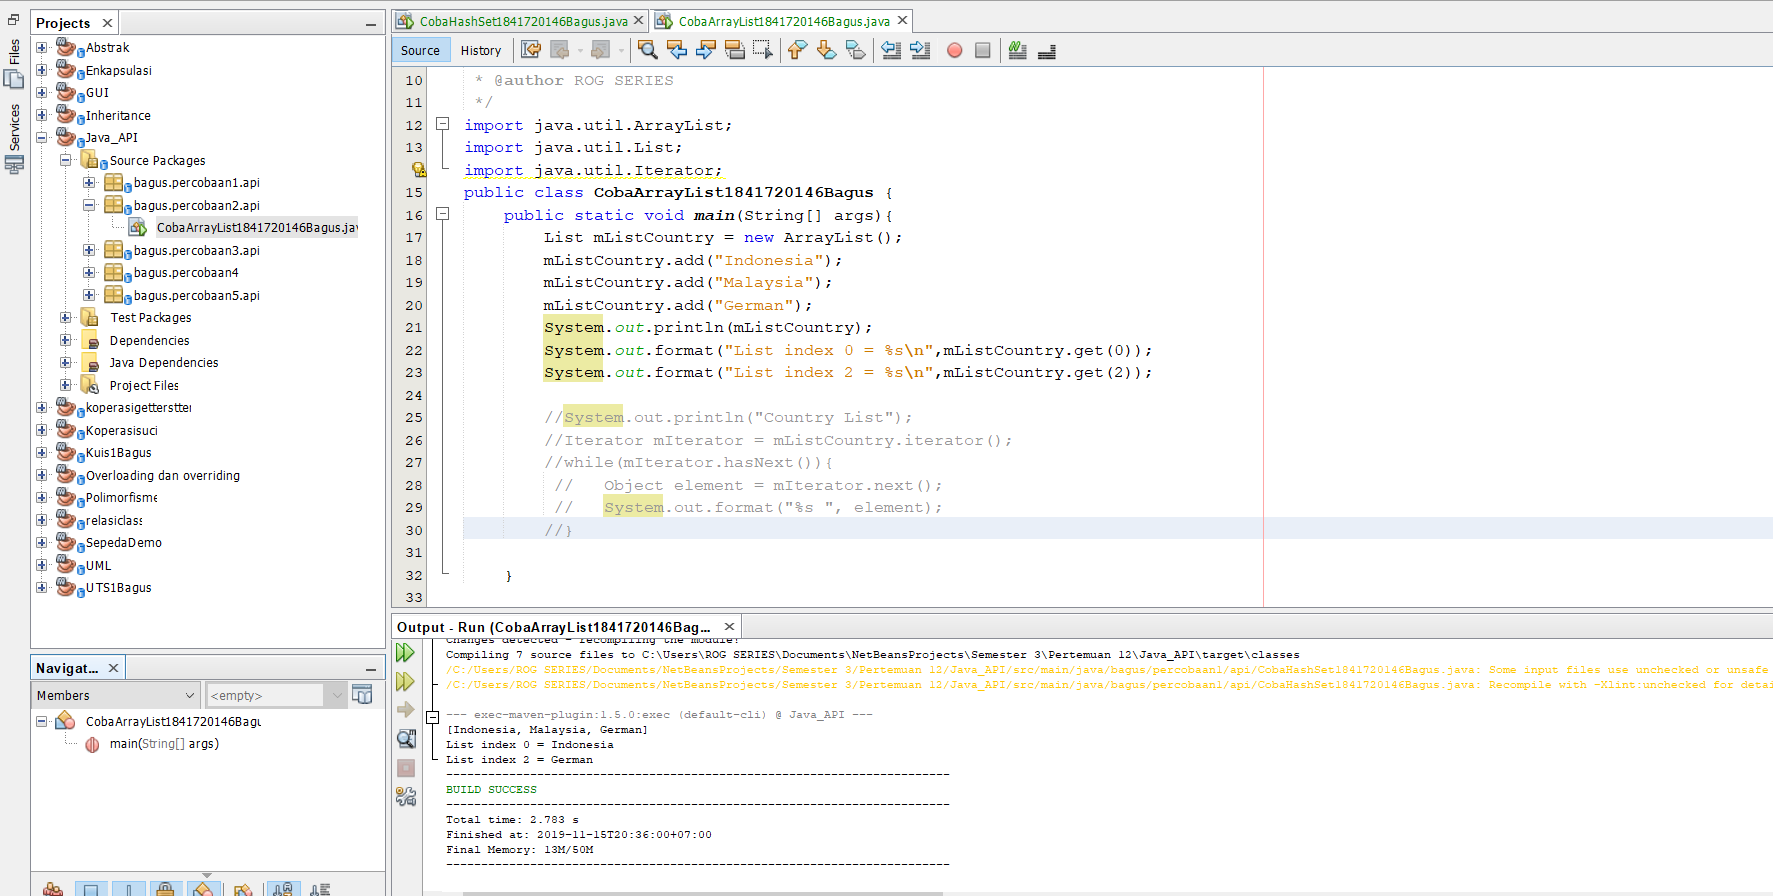 Files
Services
Projects
Abstrak
Enkapsulasi
GUI
Inheritance
Java_API
Source Packages
bagus.percobaan1.api
bagus.percobaan2.api
CobaArrayList1841720146Bagus.jav
bagus.percobaan3.api
bagus.percobaan4
bagus.percobaan5.api
Test Packages
Dependencies
Java Dependencies
Project Files
koperasigetterstter
Koperasisuci
Kuis1Bagus
Overloading dan overriding
Polimorfisme
relasiclass
SepedaDemo
UML
UTS1Bagus
Navigat...
Members
<empty>
CobaArrayList1841720146Bagu
main(String[] args)
CobaHashSet1841720146Bagus.java
CobaArrayList1841720146Bagus.java
Source History
10 * @author ROG SERIES
11 */
12 import java.util.ArrayList;
13 import java.util.List;
import java.util.Iterator;
15 public class CobaArrayList1841720146Bagus {
16 public static void main(String[] args){
17 List mListCountry = new ArrayList();
18 mListCountry.add("Indonesia");
19 mListCountry.add("Malaysia");
20 mListCountry.add("German");
21 System.out.println(mListCountry);
22 System.out.format("List index 0 = %s\n",mListCountry.get(0));
23 System.out.format("List index 2 = %s\n",mListCountry.get(2));
24
25 //System.out.println("Country List");
26 //Iterator mIterator = mListCountry.iterator();
27 //while(mIterator.hasNext()){
28 // Object element = mIterator.next();
29 // System.out.format("%s ", element);
30 //}
31
32 }
33
Output - Run (CobaArrayList1841720146Bag...
Changes detected - recompiling the module!
Compiling 7 source files to C:\Users\ROG SERIES\Documents\NetBeansProjects\Semester 3\Pertemuan 12\Java_API\target\classes
/C:/Users/ROG SERIES/Documents/NetBeansProjects/Semester 3/Pertemuan 12/Java_API/src/main/java/bagus/percobaan1/api/CobaHashSet1841720146Bagus.java: Some input files use unchecked or unsafe
/C:/Users/ROG SERIES/Documents/NetBeansProjects/Semester 3/Pertemuan 12/Java_API/src/main/java/bagus/percobaan1/api/CobaHashSet1841720146Bagus.java: Recompile with -Xlint:unchecked for detai
--- exec-maven-plugin:1.5.0:exec (default-cli) @ Java_API ---
[Indonesia, Malaysia, German]
List index 0 = Indonesia
List index 2 = German
------------------------------------------------------------------------
BUILD SUCCESS
------------------------------------------------------------------------
Total time: 2.783 s
Finished at: 2019-11-15T20:36:00+07:00
Final Memory: 13M/50M
------------------------------------------------------------------------